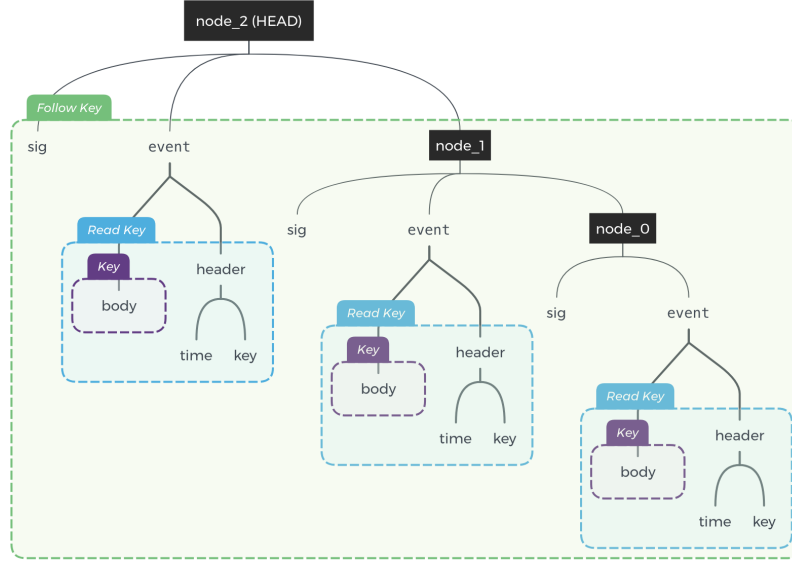 node_2 (HEAD)
Follow Key
sig
event
node_1
Read Key
Key
body
header
time
key
sig
event
node_0
Read Key
Key
body
header
time
key
sig
event
Read Key
Key
body
header
time
key